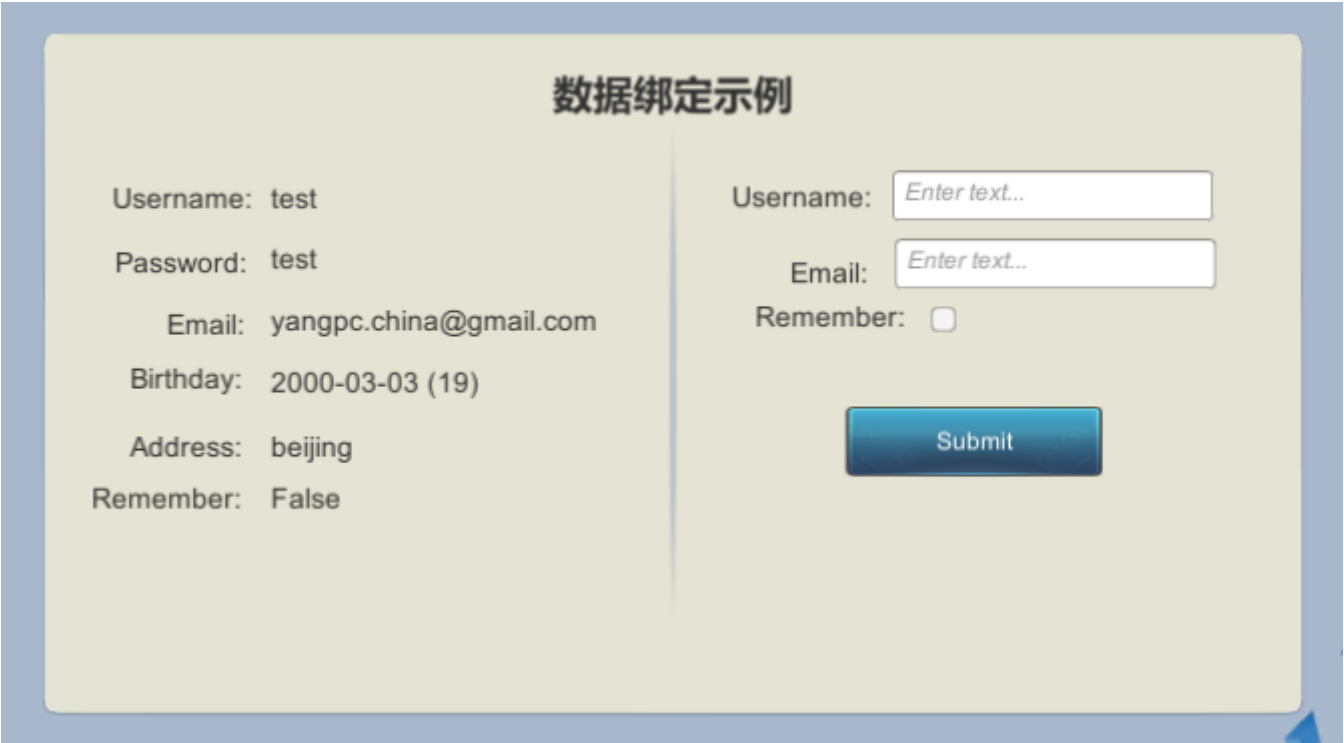 数据绑定示例
Username: test
Password: test
Email: yangpc.china@gmail.com
Birthday: 2000-03-03 (19)
Address: beijing
Remember: False
Username: Enter text...
Email: Enter text...
Remember:
Submit